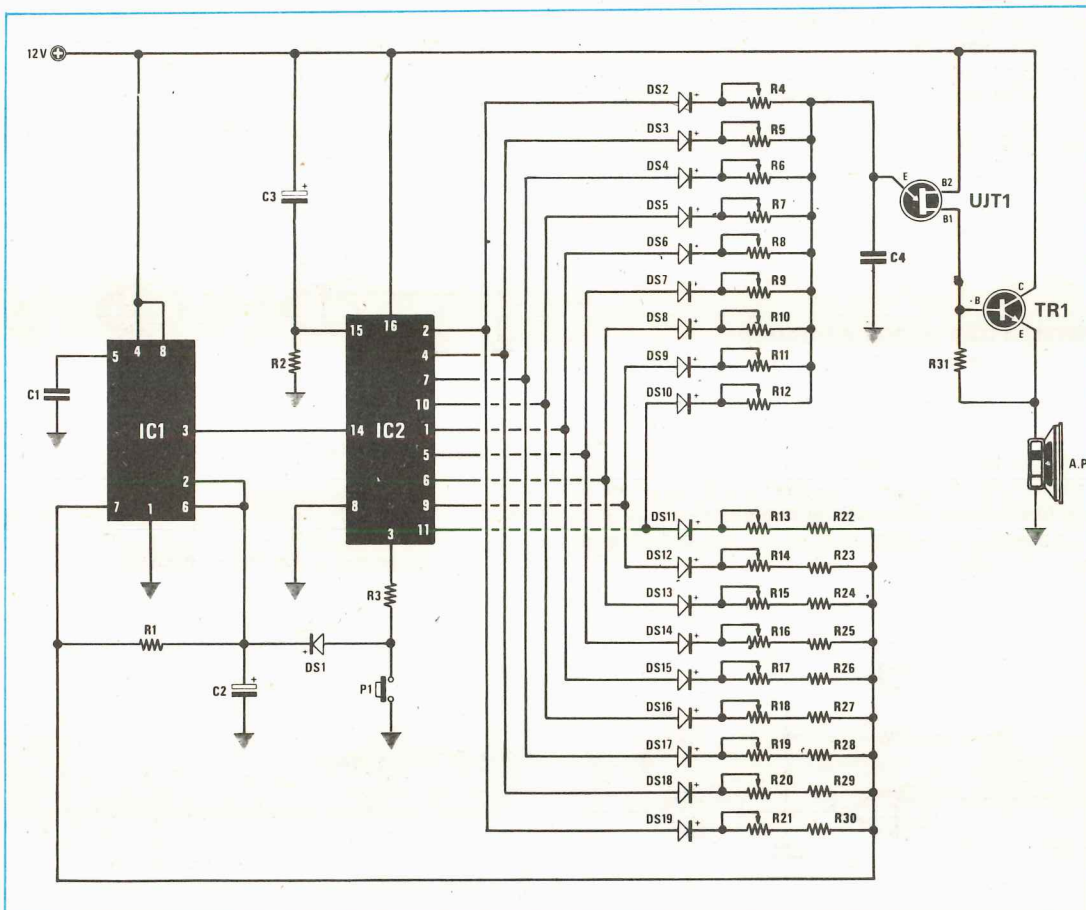 12V
DS2
R4
DS3
R5
DS4
R6
DS5
R7
DS6
R8
DS7
R9
DS8
R10
DS9
R11
DS10
R12
C3
C4
E
B2
B1
UJT1
B
C
E
TR1
R31
A.P.
R2
C1
5
4
8
IC1
3
2
6
7
1
15
16
14
IC2
8
3
2
4
7
10
1
5
6
9
11
R3
R1
DS1
C2
P1
DS11
R13
R22
DS12
R14
R23
DS13
R15
R24
DS14
R16
R25
DS15
R17
R26
DS16
R18
R27
DS17
R19
R28
DS18
R20
R29
DS19
R21
R30